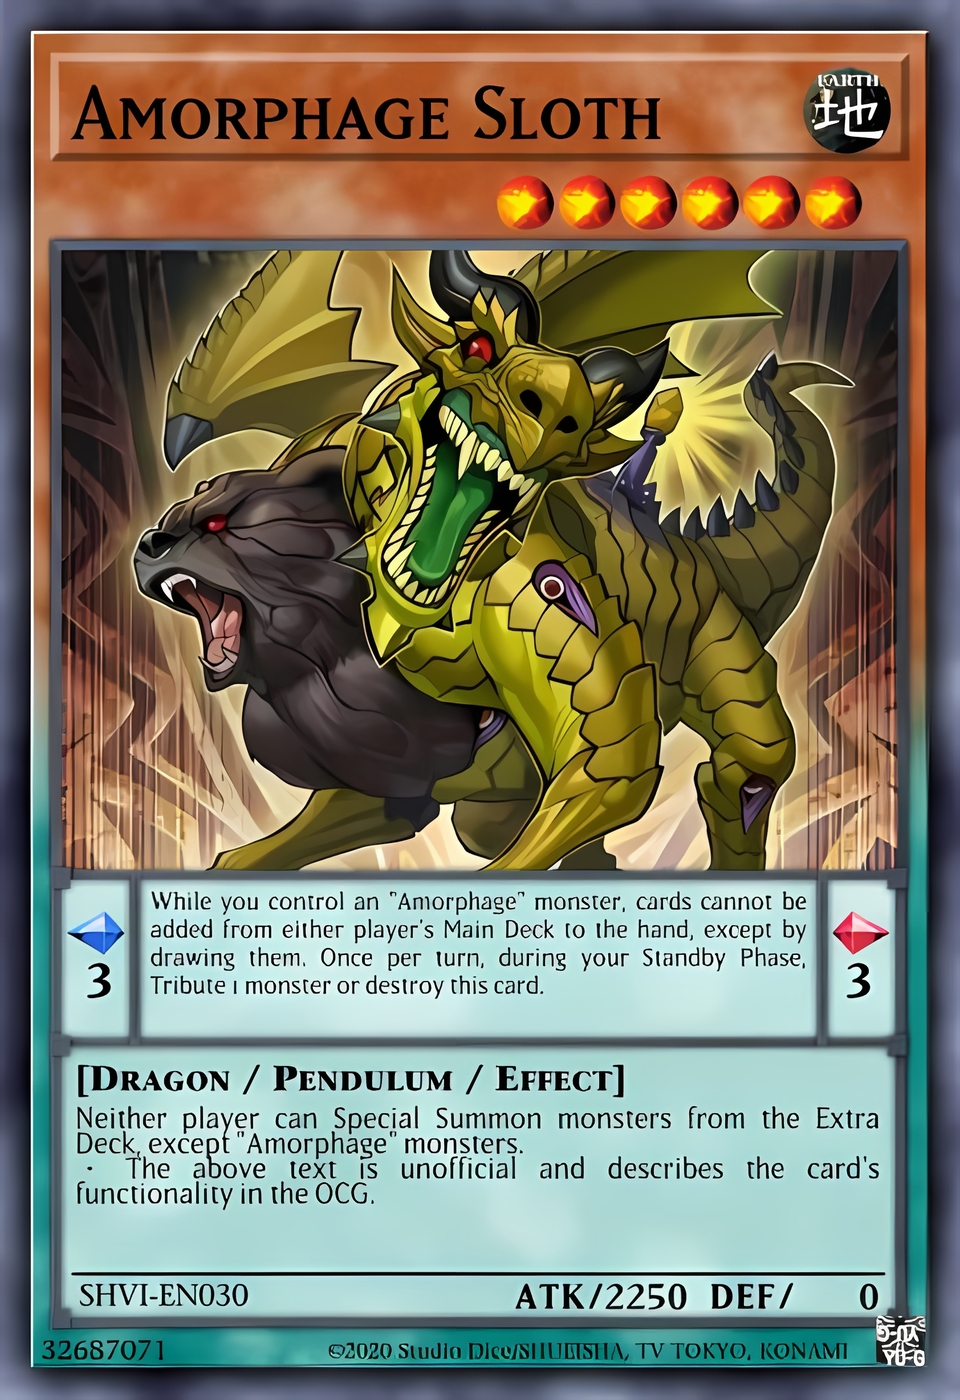 AMORPHAGE SLOTH
EARTH
地
While you control an "Amorphage" monster, cards cannot be
added from either player's Main Deck to the hand, except by
drawing them. Once per turn, during your Standby Phase,
Tribute 1 monster or destroy this card.
3
3
[DRAGON / PENDULUM / EFFECT]
Neither player can Special Summon monsters from the Extra
Deck, except "Amorphage" monsters.
· The above text is unofficial and describes the card's
functionality in the OCG.
SHVI-EN030 ATK/2250 DEF/ 0
32687071 ©2020 Studio Dice/SHUEISHA, TV TOKYO, KONAMI